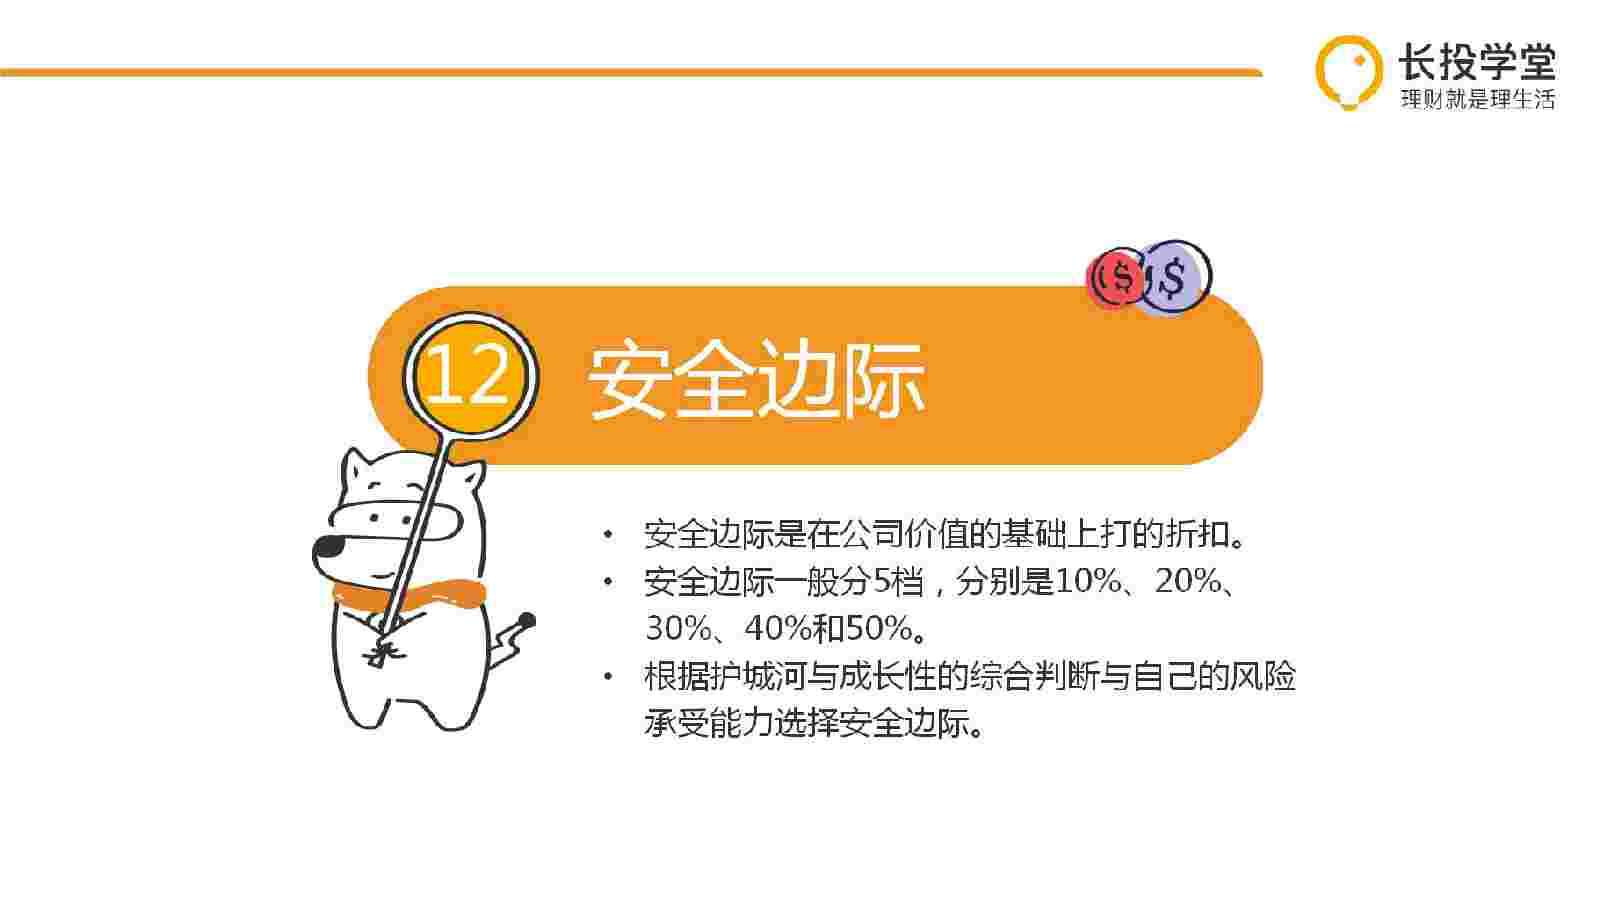 长投学堂
理财就是理生活
$ $
12 安全边际
• 安全边际是在公司价值的基础上打的折扣。
• 安全边际一般分5档，分别是10%、20%、
30%、40%和50%。
• 根据护城河与成长性的综合判断与自己的风险
承受能力选择安全边际。